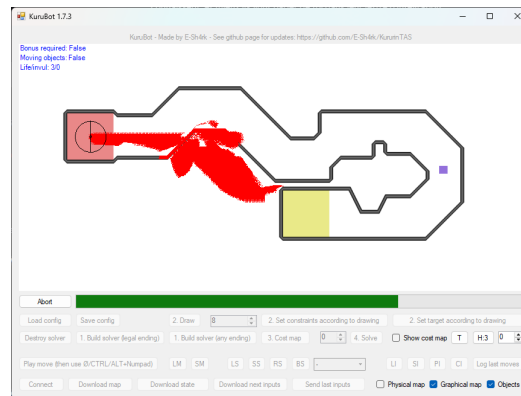 KuruBot 1.7.3
KuruBot - Made by E-Sh4rk - See github page for updates: https://github.com/E-Sh4rk/KururinTAS
Bonus required: False
Moving objects: False
Life/invul: 3/0
Abort
Load config Save config 2. Draw 8 2. Set constraints according to drawing 2. Set target according to drawing
Destroy solver 1. Build solver (legal ending) 1. Build solver (any ending) 3. Cost map 0 4. Solve Show cost map T H:3 0
Play move (then use (Ø/CTRL/ALT+Numpad) LM SM LS SS RS BS - LI SI PI CI Log last moves
Connect Download map Download state Download next inputs Send last inputs Physical map Graphical map Objects